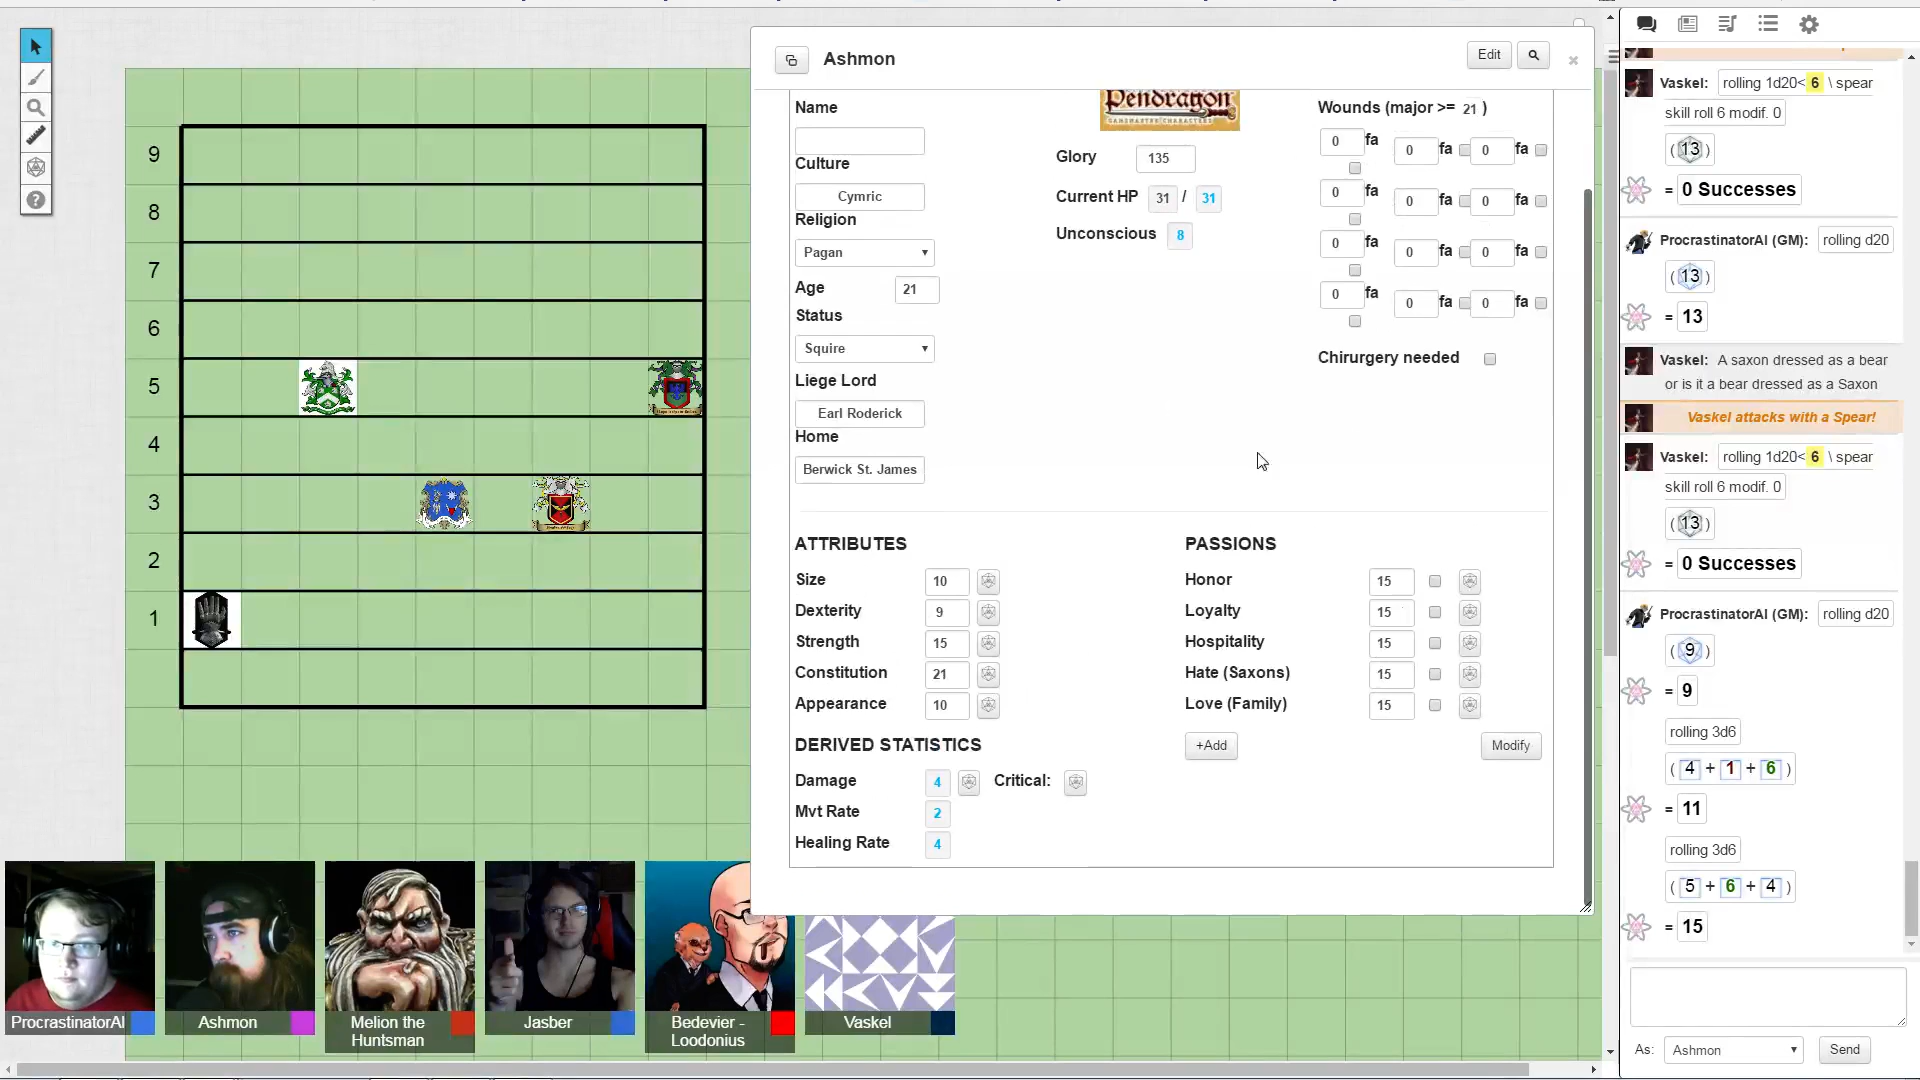 Ashmon
Edit
Name
Culture
Cymric
Religion
Pagan
Age
21
Status
Squire
Liege Lord
Earl Roderick
Home
Berwick St. James
Pendragon
GAMEMASTER CHARACTERS
Glory
135
Current HP 31 / 31
Unconscious 8
Wounds (major >= 21 )
0 fa 0 0 fa
0 fa 0 0 fa
0 fa 0 0 fa
0 fa 0 0 fa
Chirurgery needed
ATTRIBUTES
Size 10
Dexterity 9
Strength 15
Constitution 21
Appearance 10
DERIVED STATISTICS
Damage 4 Critical:
Mvt Rate 2
Healing Rate 4
PASSIONS
Honor 15
Loyalty 15
Hospitality 15
Hate (Saxons) 15
Love (Family) 15
+Add
Modify
9
8
7
6
5
4
3
2
1
ProcrastinatorAI
Ashmon
Melion the
Huntsman
Jasber
Bedevier -
Loodonius
Vaskel
Vaskel: rolling 1d20< 6 \ spear
skill roll 6 modif. 0
(13)
= 0 Successes
ProcrastinatorAI (GM): rolling d20
(13)
= 13
Vaskel: A saxon dressed as a bear
or is it a bear dressed as a Saxon
Vaskel attacks with a Spear!
Vaskel: rolling 1d20< 6 \ spear
skill roll 6 modif. 0
(13)
= 0 Successes
ProcrastinatorAI (GM): rolling d20
(9)
= 9
rolling 3d6
(4 + 1 + 6)
= 11
rolling 3d6
(5 + 6 + 4)
= 15
As: Ashmon Send